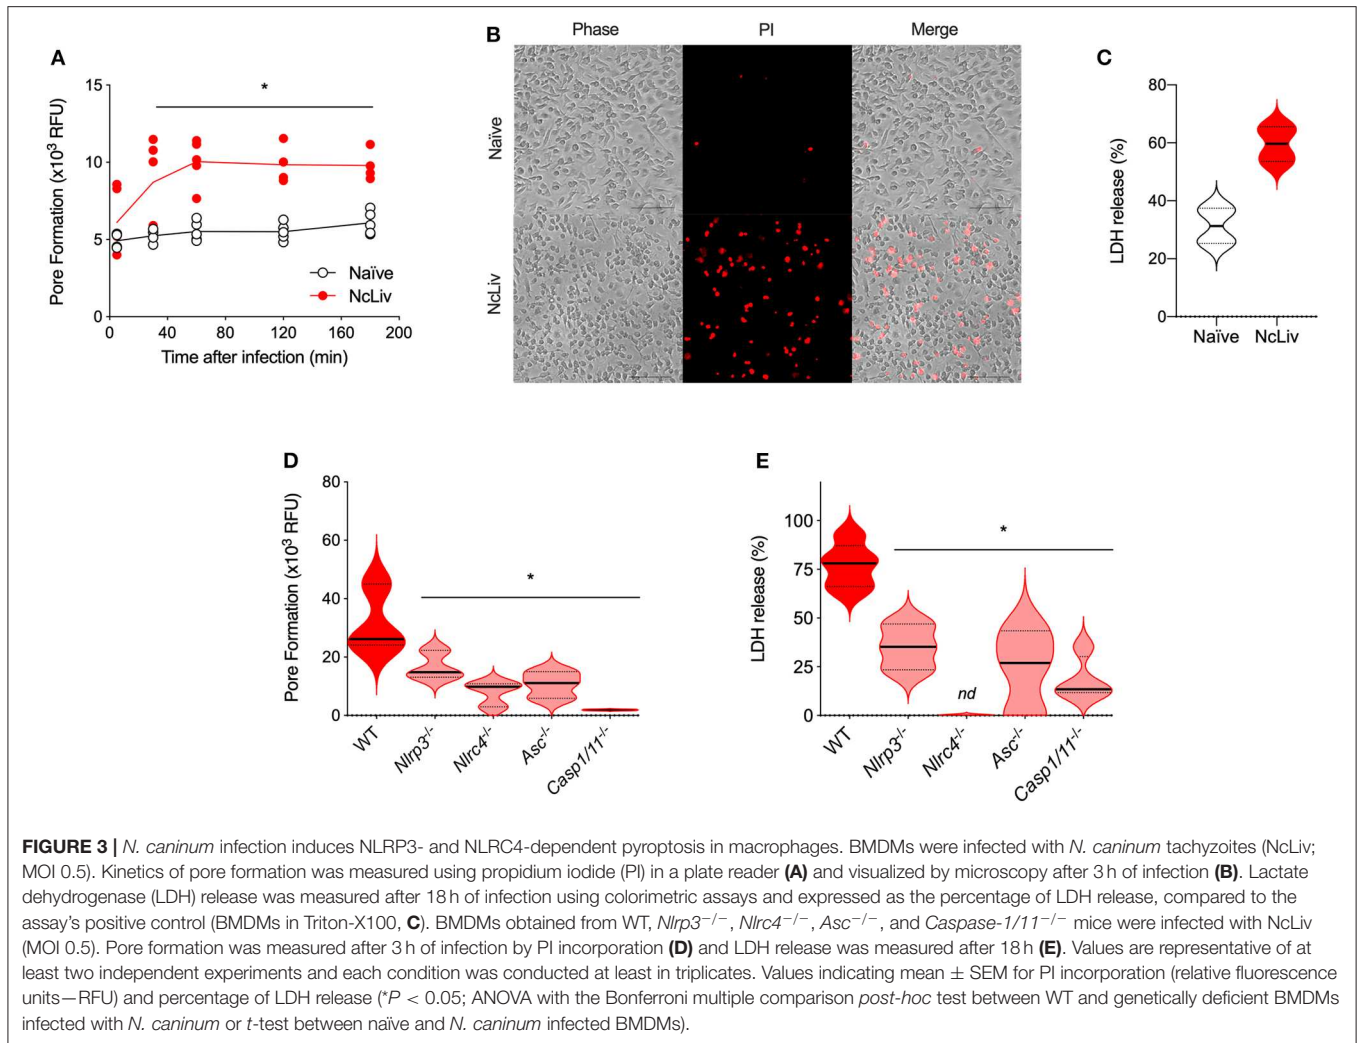 A
Pore Formation (x10³ RFU)
15
10
5
0
*
Naïve
NcLiv
0 40 80 120 160 200
Time after infection (min)
B
Phase PI Merge
Naïve
NcLiv
C
LDH release (%)
80
60
40
20
0
Naïve NcLiv
D
Pore Formation (x10³ RFU)
80
60
40
20
0
*
WT Nlrp3-/- Nlrc4-/- Asc-/- Casp1/11-/-
E
LDH release (%)
100
75
50
25
0
*
nd
WT Nlrp3-/- Nlrc4-/- Asc-/- Casp1/11-/-
FIGURE 3 | N. caninum infection induces NLRP3- and NLRC4-dependent pyroptosis in macrophages. BMDMs were infected with N. caninum tachyzoites (NcLiv;
MOI 0.5). Kinetics of pore formation was measured using propidium iodide (PI) in a plate reader (A) and visualized by microscopy after 3 h of infection (B). Lactate
dehydrogenase (LDH) release was measured after 18 h of infection using colorimetric assays and expressed as the percentage of LDH release, compared to the
assay's positive control (BMDMs in Triton-X100, C). BMDMs obtained from WT, Nlrp3−/−, Nlrc4−/−, Asc−/−, and Caspase-1/11−/− mice were infected with NcLiv
(MOI 0.5). Pore formation was measured after 3 h of infection by PI incorporation (D) and LDH release was measured after 18 h (E). Values are representative of at
least two independent experiments and each condition was conducted at least in triplicates. Values indicating mean ± SEM for PI incorporation (relative fluorescence
units—RFU) and percentage of LDH release (*P < 0.05; ANOVA with the Bonferroni multiple comparison post-hoc test between WT and genetically deficient BMDMs
infected with N. caninum or t-test between naïve and N. caninum infected BMDMs).